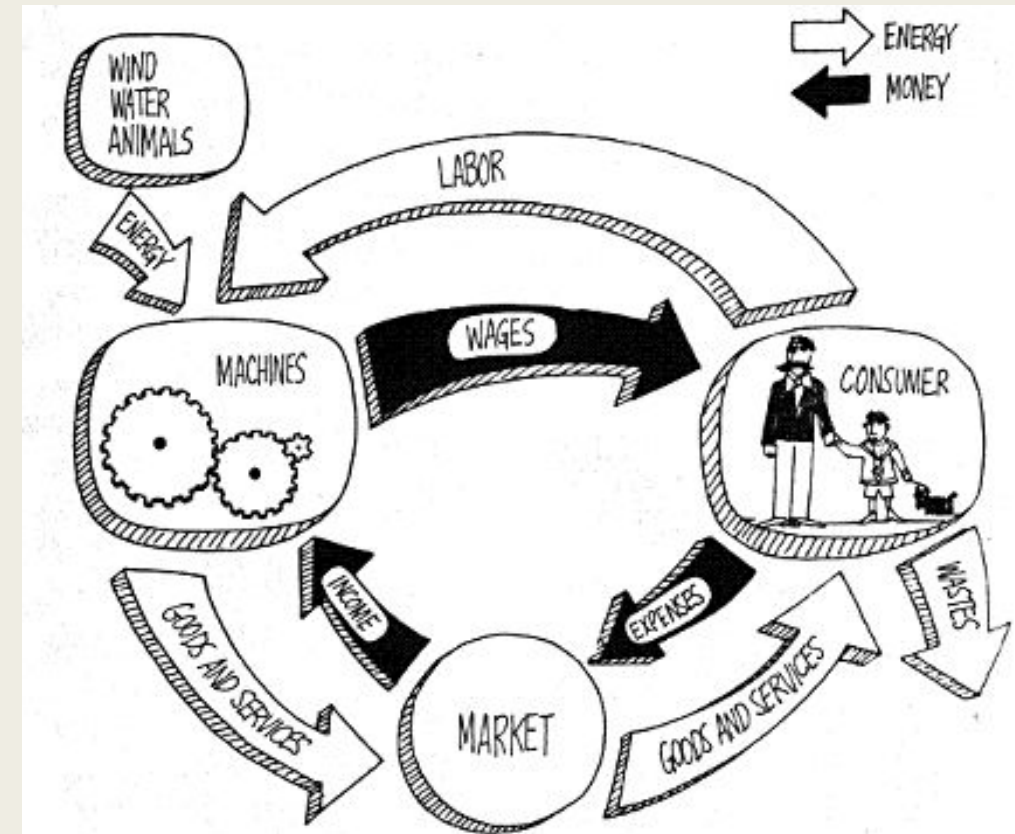 WIND
WATER
ANIMALS
ENERGY
MONEY
LABOR
ENERGY
WAGES
MACHINES
CONSUMER
INCOME
EXPENSES
WASTES
GOODS AND SERVICES
MARKET
GOODS AND SERVICES